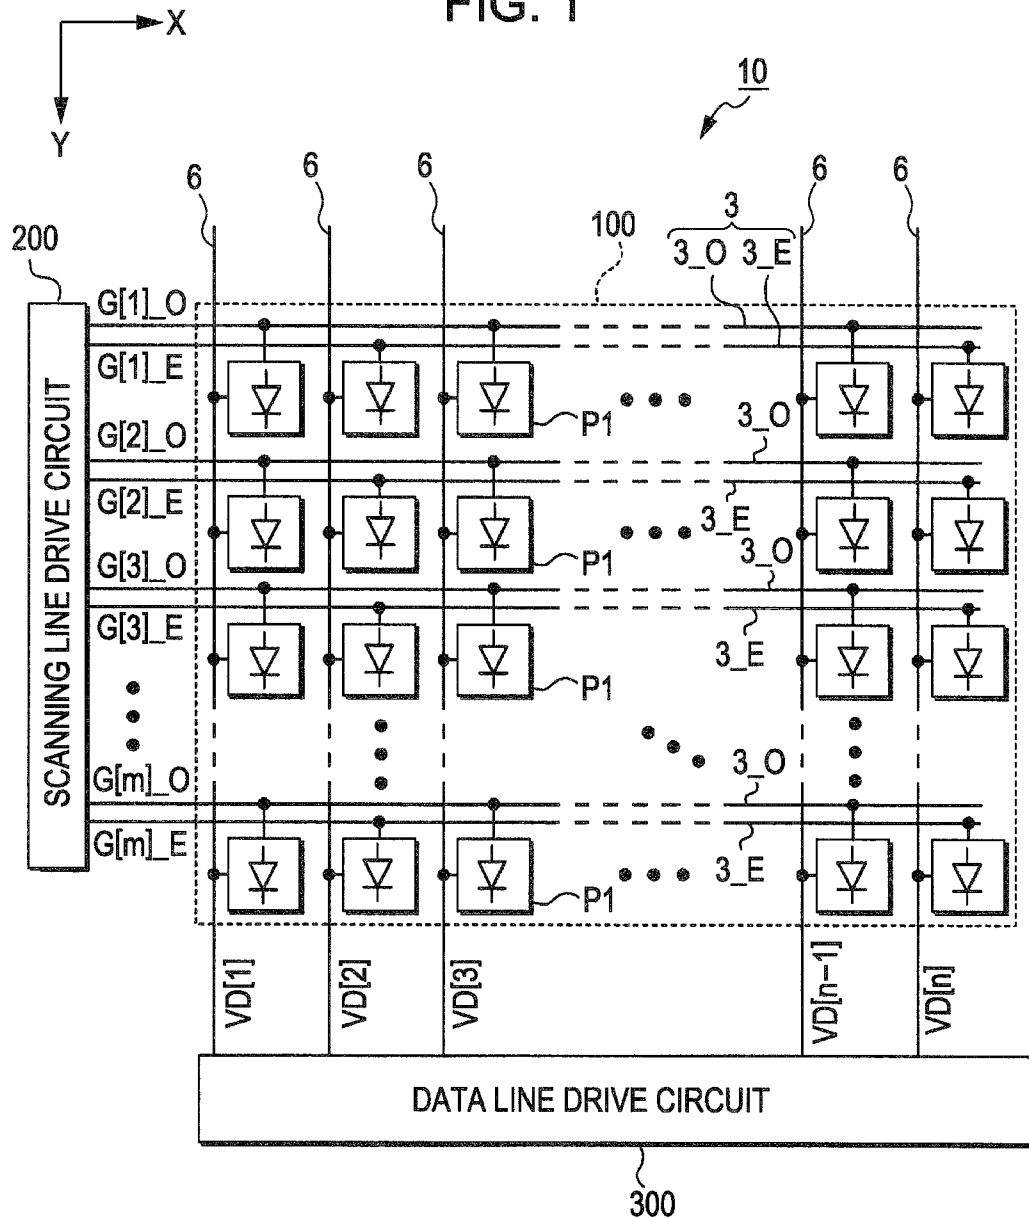 FIG. 1
X
Y
10
6 6 6 6 6
200
100
3
3_O 3_E
G[1]_O
G[1]_E
P1
G[2]_O
3_O
G[2]_E
3_E
P1
G[3]_O
3_O
G[3]_E
3_E
P1
SCANNING LINE DRIVE CIRCUIT
G[m]_O
3_O
G[m]_E
3_E
P1
VD[1] VD[2] VD[3] VD[n-1] VD[n]
DATA LINE DRIVE CIRCUIT
300